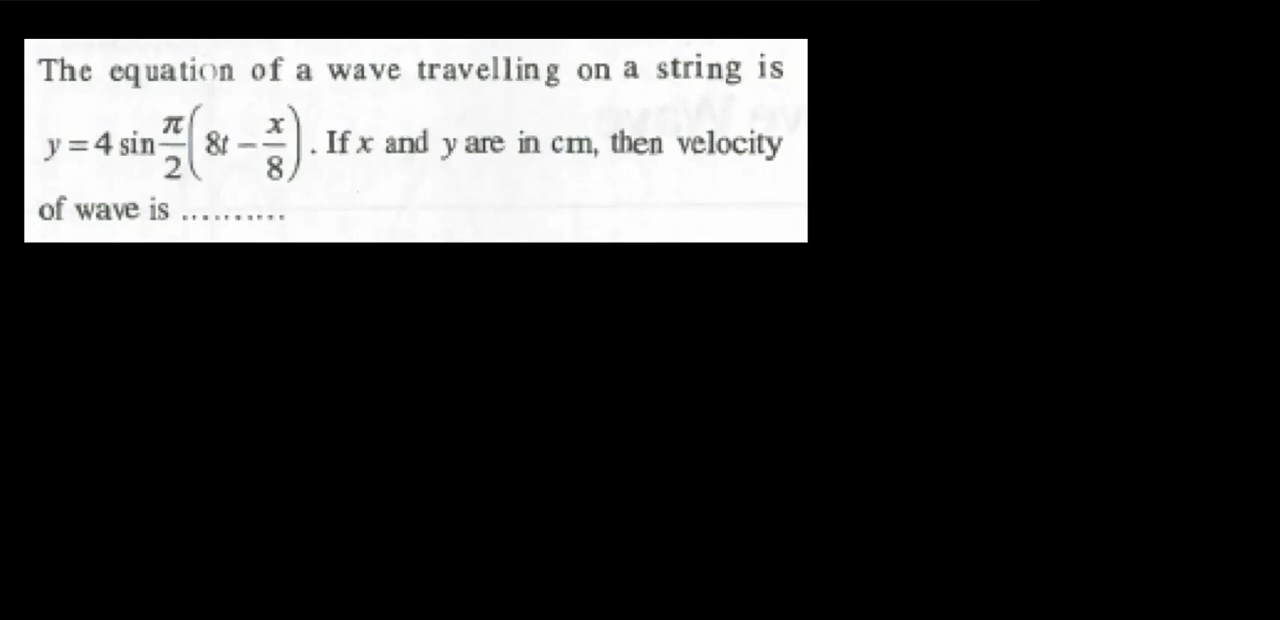 The equation of a wave travelling on a string is
y = 4 sin π/2 (8t − x/8). If x and y are in cm, then velocity
of wave is ..........